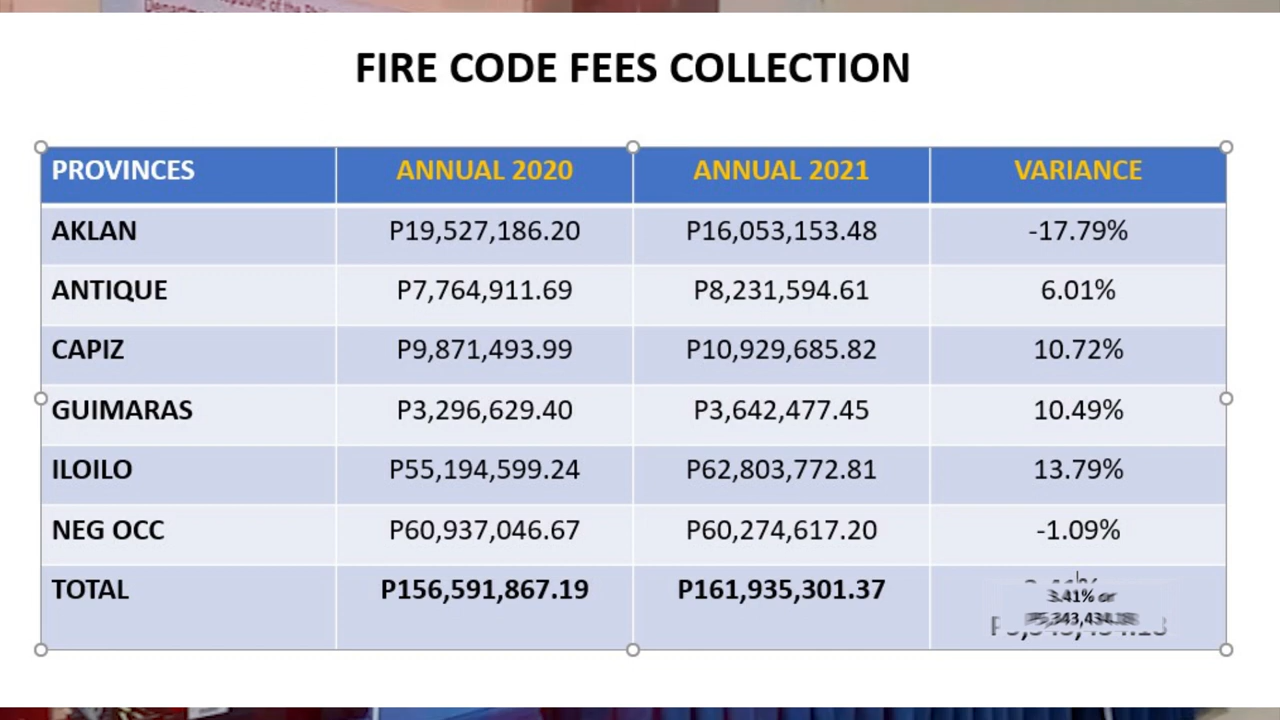 FIRE CODE FEES COLLECTION
PROVINCES ANNUAL 2020 ANNUAL 2021 VARIANCE
AKLAN P19,527,186.20 P16,053,153.48 -17.79%
ANTIQUE P7,764,911.69 P8,231,594.61 6.01%
CAPIZ P9,871,493.99 P10,929,685.82 10.72%
GUIMARAS P3,296,629.40 P3,642,477.45 10.49%
ILOILO P55,194,599.24 P62,803,772.81 13.79%
NEG OCC P60,937,046.67 P60,274,617.20 -1.09%
TOTAL P156,591,867.19 P161,935,301.37 3.41% or